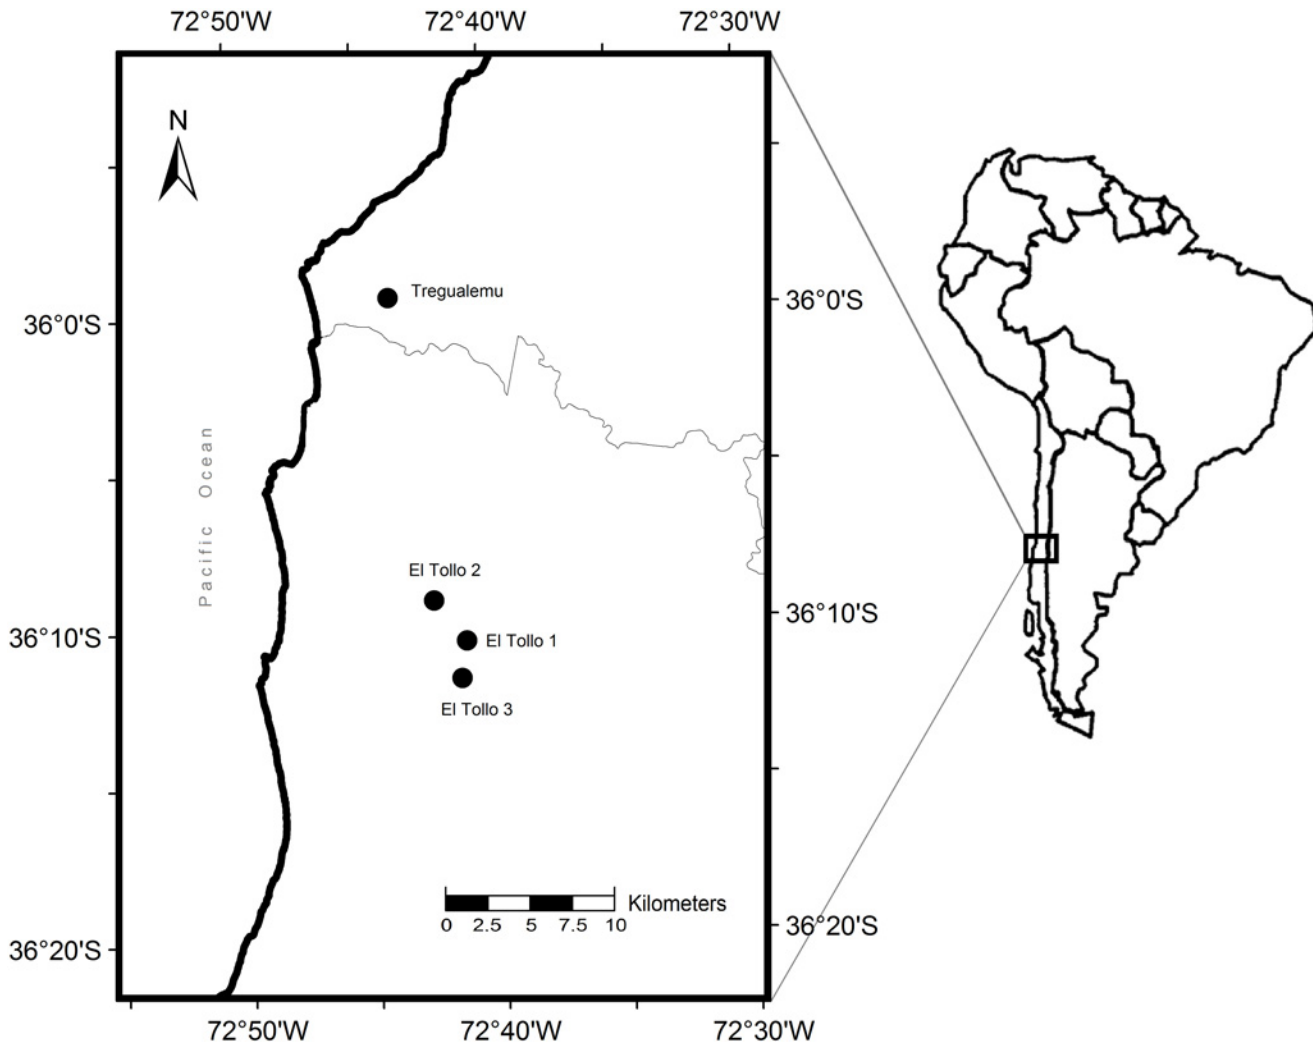 72°50'W 72°40'W 72°30'W
N
Tregualemu
36°0'S
36°0'S
Pacific Ocean
El Tollo 2
36°10'S
36°10'S
El Tollo 1
El Tollo 3
Kilometers
0 2.5 5 7.5 10
36°20'S
36°20'S
72°50'W 72°40'W 72°30'W